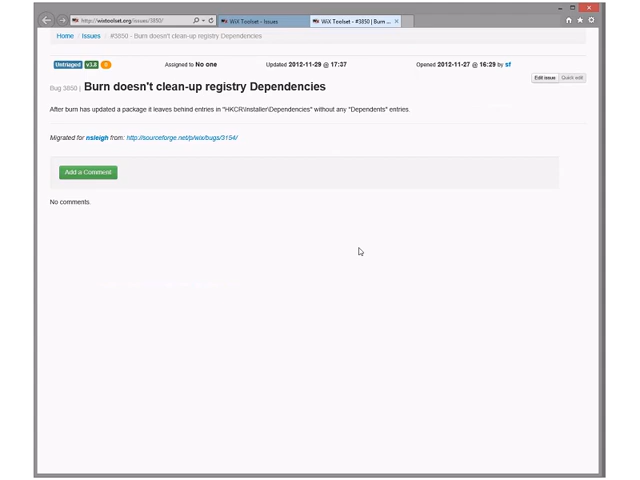 http://wixtoolset.org/issues/3850/
WiX Toolset - Issues
WiX Toolset - #3850 | Burn ...
Home / Issues / #3850 - Burn doesn't clean-up registry Dependencies
Untriaged v3.8 0 Assigned to No one Updated 2012-11-29 @ 17:37 Opened 2012-11-27 @ 16:29 by sf
Edit issue Quick edit
Bug 3850 | Burn doesn't clean-up registry Dependencies
After burn has updated a package it leaves behind entries in "HKCR\Installer\Dependencies" without any "Dependents" entries.
Migrated for nsleigh from: http://sourceforge.net/p/wix/bugs/3154/
Add a Comment
No comments.